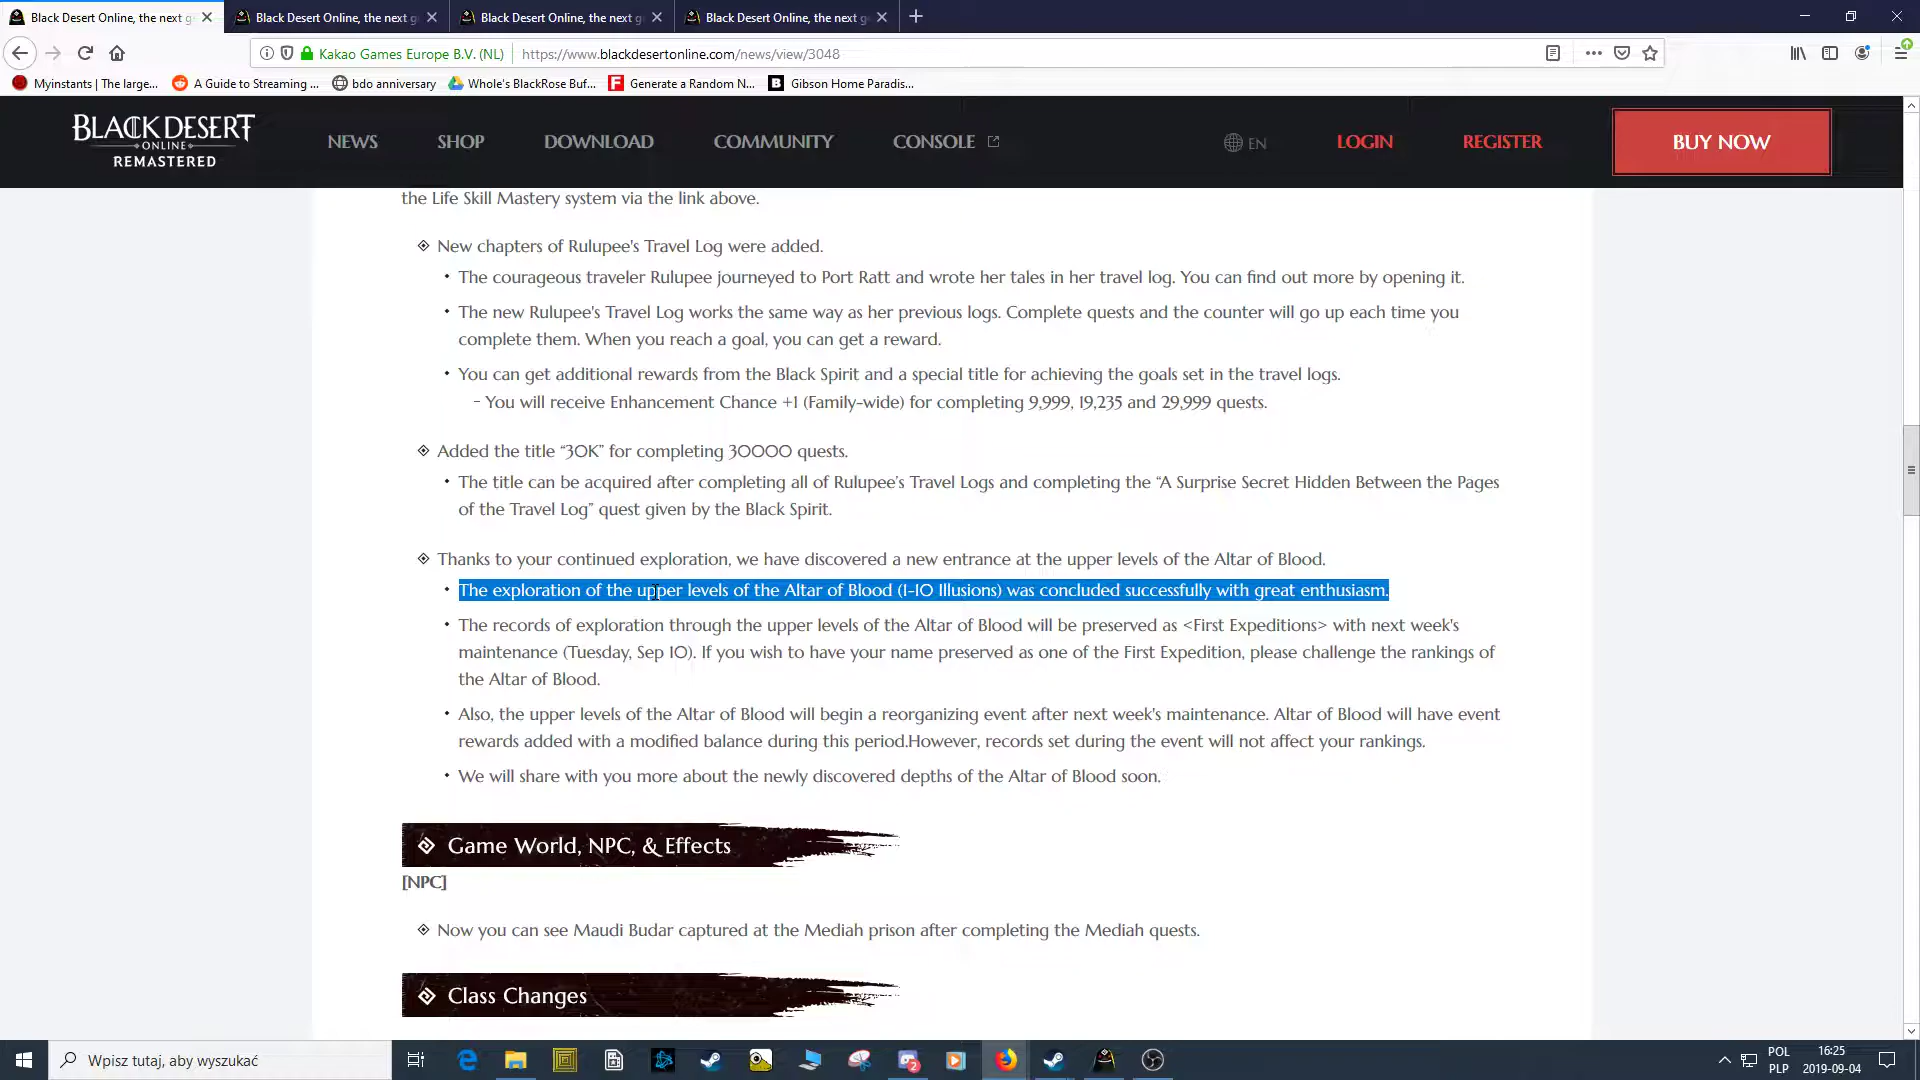 Black Desert Online, the next g
Black Desert Online, the next g
Black Desert Online, the next g
Black Desert Online, the next g
Kakao Games Europe B.V. (NL)
https://www.blackdesertonline.com/news/view/3048
Myinstants | The large...
A Guide to Streaming ...
bdo anniversary
Whole's BlackRose Buf...
Generate a Random N...
Gibson Home Paradis...
BLACK DESERT
ONLINE
REMASTERED
NEWS
SHOP
DOWNLOAD
COMMUNITY
CONSOLE
EN
LOGIN
REGISTER
BUY NOW
the Life Skill Mastery system via the link above.
New chapters of Rulupee's Travel Log were added.
• The courageous traveler Rulupee journeyed to Port Ratt and wrote her tales in her travel log. You can find out more by opening it.
• The new Rulupee's Travel Log works the same way as her previous logs. Complete quests and the counter will go up each time you
complete them. When you reach a goal, you can get a reward.
• You can get additional rewards from the Black Spirit and a special title for achieving the goals set in the travel logs.
- You will receive Enhancement Chance +1 (Family-wide) for completing 9,999, 19,235 and 29,999 quests.
Added the title “30K” for completing 30000 quests.
• The title can be acquired after completing all of Rulupee’s Travel Logs and completing the “A Surprise Secret Hidden Between the Pages
of the Travel Log” quest given by the Black Spirit.
Thanks to your continued exploration, we have discovered a new entrance at the upper levels of the Altar of Blood.
• The exploration of the upper levels of the Altar of Blood (1-10 Illusions) was concluded successfully with great enthusiasm.
• The records of exploration through the upper levels of the Altar of Blood will be preserved as <First Expeditions> with next week's
maintenance (Tuesday, Sep 10). If you wish to have your name preserved as one of the First Expedition, please challenge the rankings of
the Altar of Blood.
• Also, the upper levels of the Altar of Blood will begin a reorganizing event after next week's maintenance. Altar of Blood will have event
rewards added with a modified balance during this period.However, records set during the event will not affect your rankings.
• We will share with you more about the newly discovered depths of the Altar of Blood soon.
Game World, NPC, & Effects
[NPC]
Now you can see Maudi Budar captured at the Mediah prison after completing the Mediah quests.
Class Changes
Wpisz tutaj, aby wyszukać
2
POL
PLP
16:25
2019-09-04